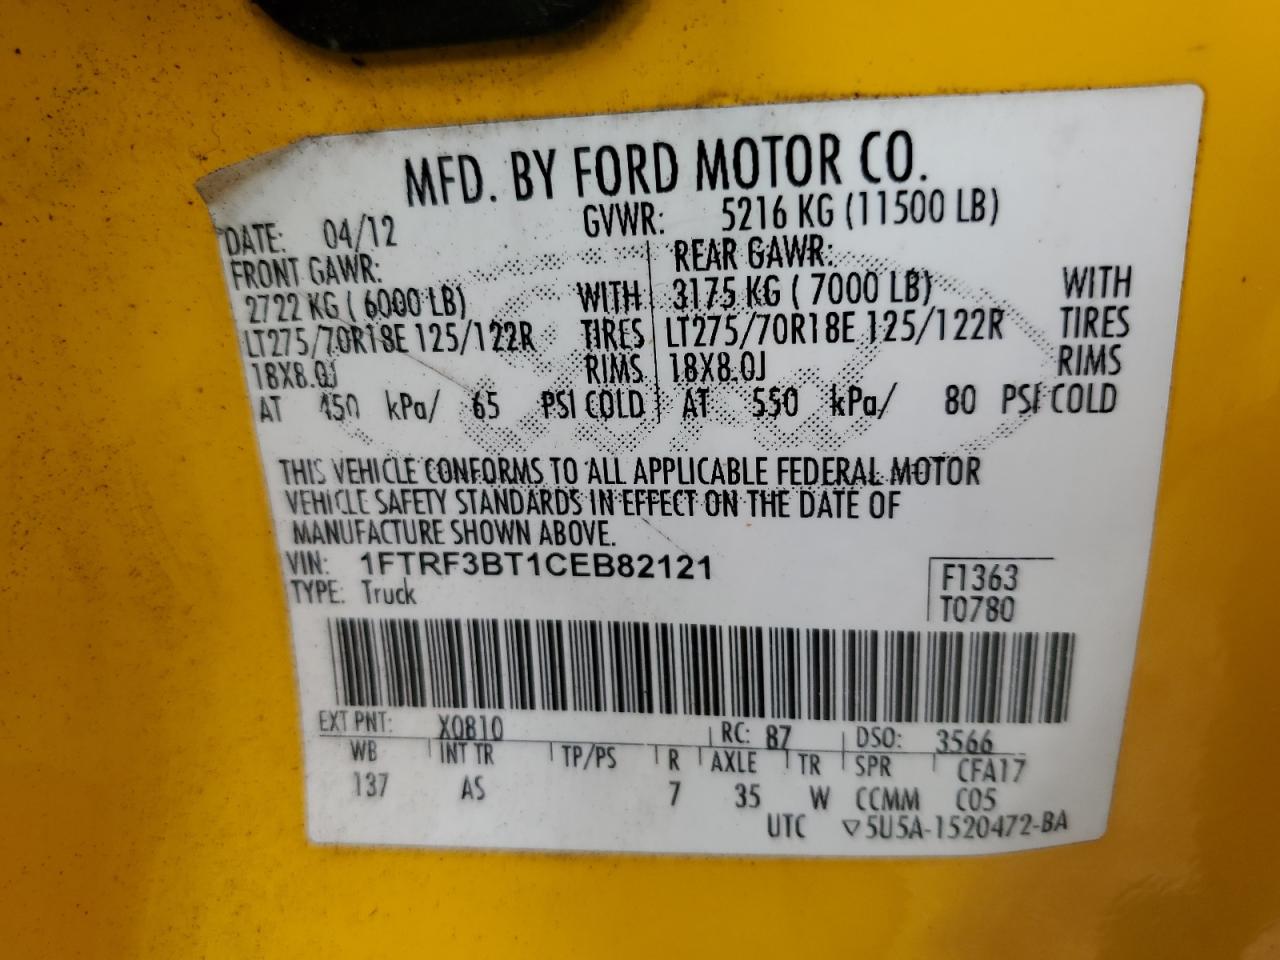 MFD. BY FORD MOTOR CO.
DATE: 04/12 GVWR: 5216 KG (11500 LB)
FRONT GAWR: REAR GAWR:
2722 KG ( 6000 LB) WITH 3175 KG ( 7000 LB) WITH
LT275/70R18E 125/122R TIRES LT275/70R18E 125/122R TIRES
18X8.0J RIMS 18X8.0J RIMS
AT 450 kPa/ 65 PSI COLD AT 550 kPa/ 80 PSI COLD
THIS VEHICLE CONFORMS TO ALL APPLICABLE FEDERAL MOTOR
VEHICLE SAFETY STANDARDS IN EFFECT ON THE DATE OF
MANUFACTURE SHOWN ABOVE.
VIN: 1FTRF3BT1CEB82121
TYPE: Truck
F1363
T0780
EXT PNT: X0810 RC: 87 DSO: 3566
WB INT TR TP/PS R AXLE TR SPR CFA17
137 AS 7 35 W CCMM C05
UTC ▽5U5A-1520472-BA